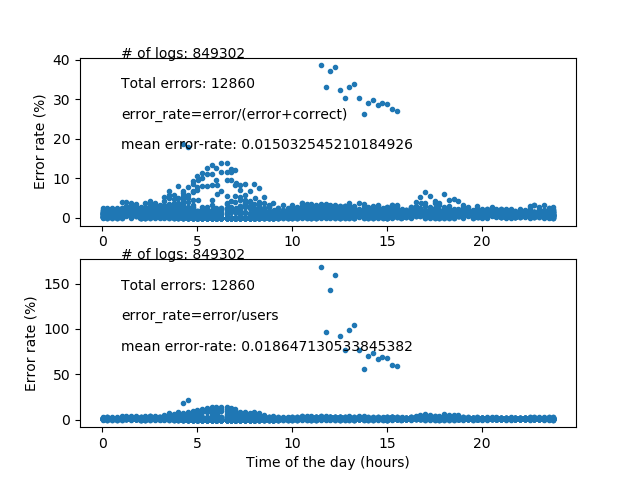 # of logs: 849302
40
Total errors: 12860
30
error_rate=error/(error+correct)
20
mean error-rate: 0.015032545210184926
10
0
Error rate (%)
0 5 10 15 20
# of logs: 849302
150
Total errors: 12860
error_rate=error/users
100
mean error-rate: 0.018647130533845382
50
0
Error rate (%)
0 5 10 15 20
Time of the day (hours)